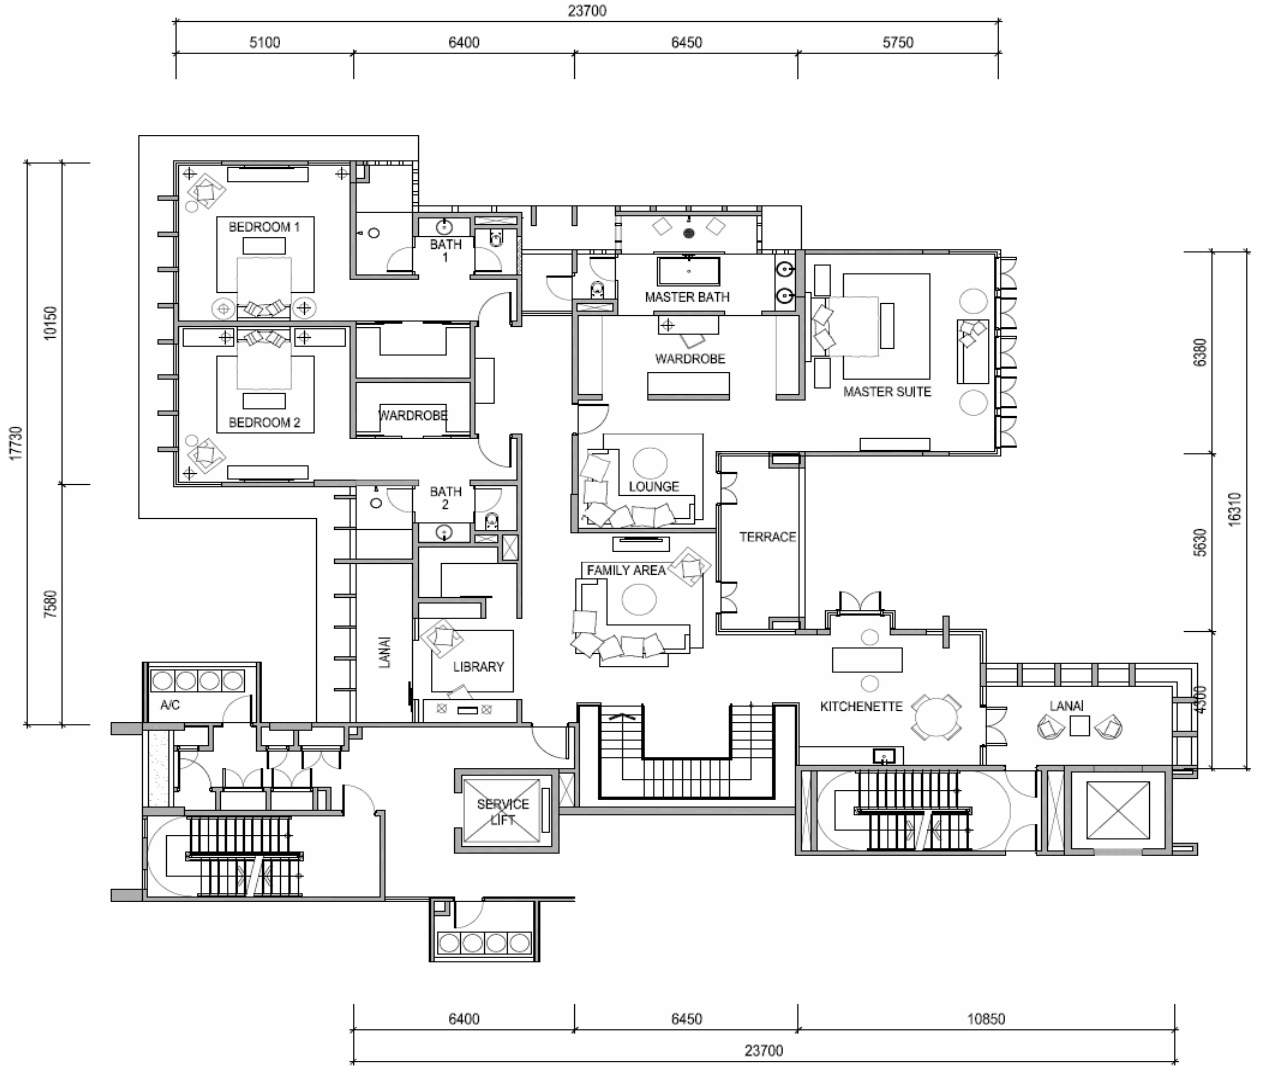 23700
5100
6400
6450
5750
BEDROOM 1
BATH
1
MASTER BATH
10150
6380
WARDROBE
MASTER SUITE
WARDROBE
BEDROOM 2
17730
LOUNGE
BATH
2
16310
TERRACE
5630
FAMILY AREA
7580
LANAI
LIBRARY
A/C
KITCHENETTE
LANAI
4300
SERVICE
LIFT
6400
6450
10850
23700